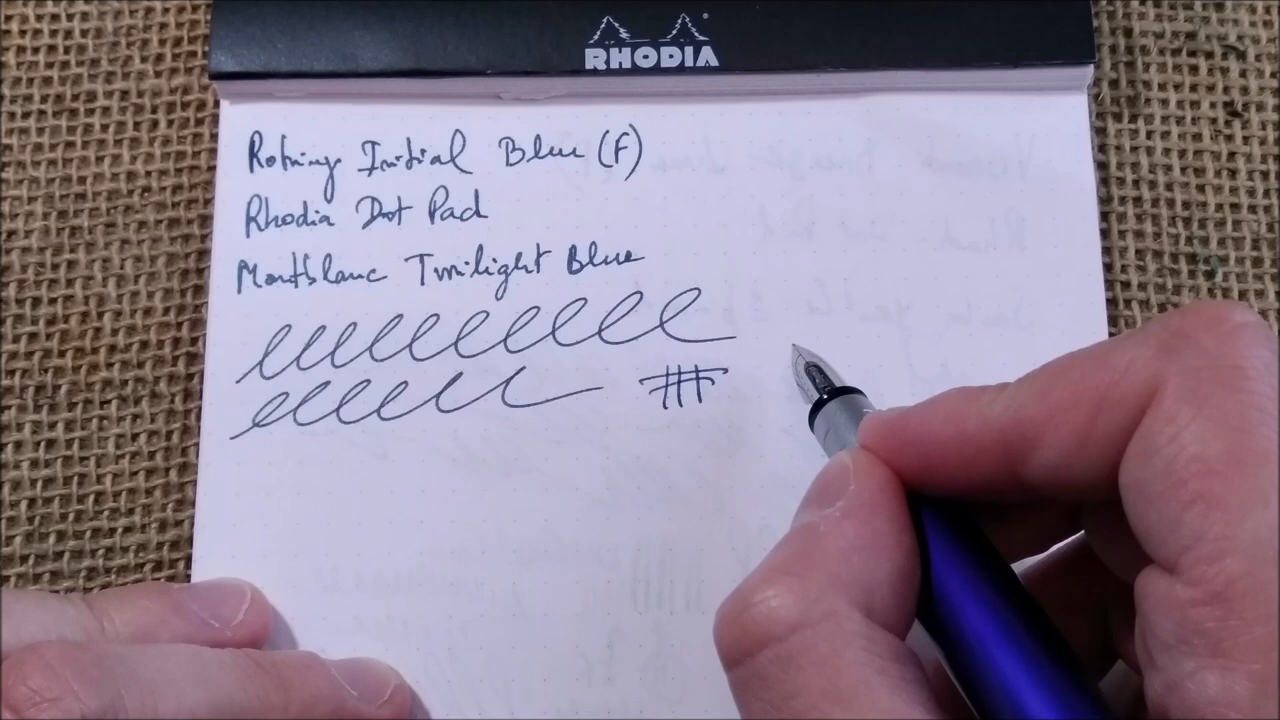 RHODIA
Rotring Initial Blue (F)
Rhodia Dot Pad
Montblanc Twilight Blue